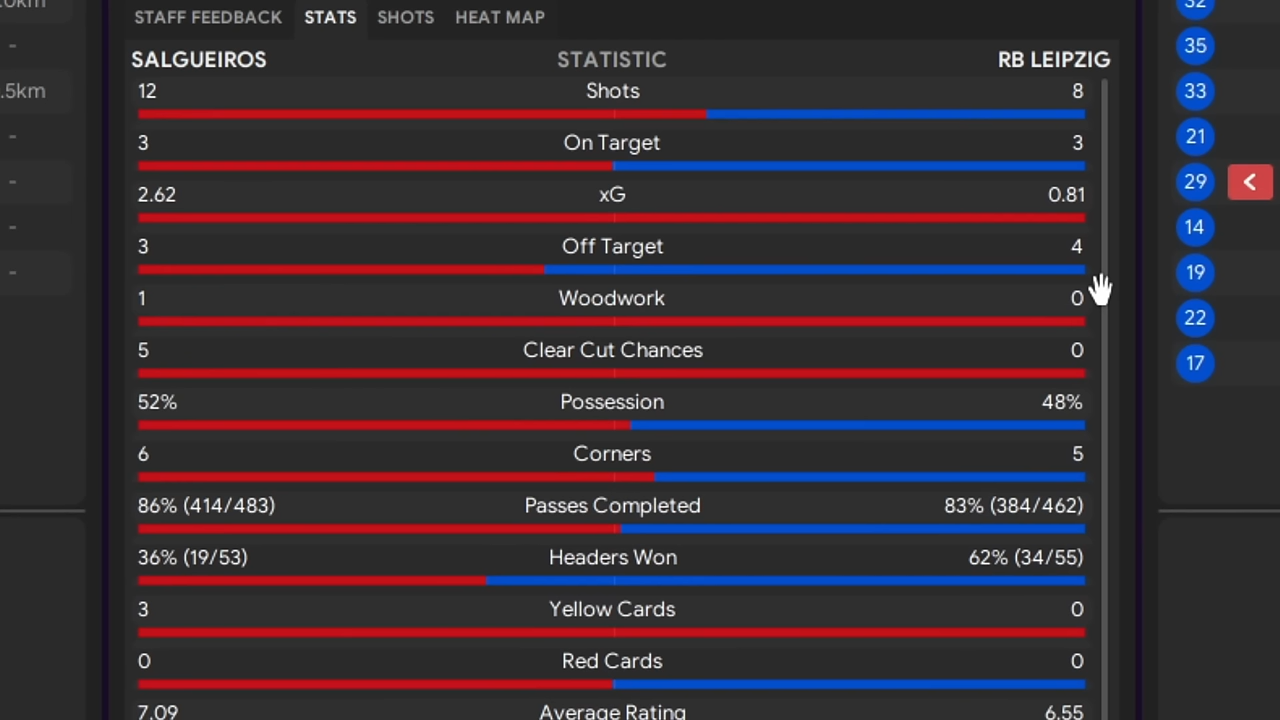 STAFF FEEDBACK STATS SHOTS HEAT MAP
SALGUEIROS STATISTIC RB LEIPZIG
12 Shots 8
3 On Target 3
2.62 xG 0.81
3 Off Target 4
1 Woodwork 0
5 Clear Cut Chances 0
52% Possession 48%
6 Corners 5
86% (414/483) Passes Completed 83% (384/462)
36% (19/53) Headers Won 62% (34/55)
3 Yellow Cards 0
0 Red Cards 0
7.09 Average Rating 6.55
-
.5km
-
-
-
-
32
35
33
21
29
14
19
22
17